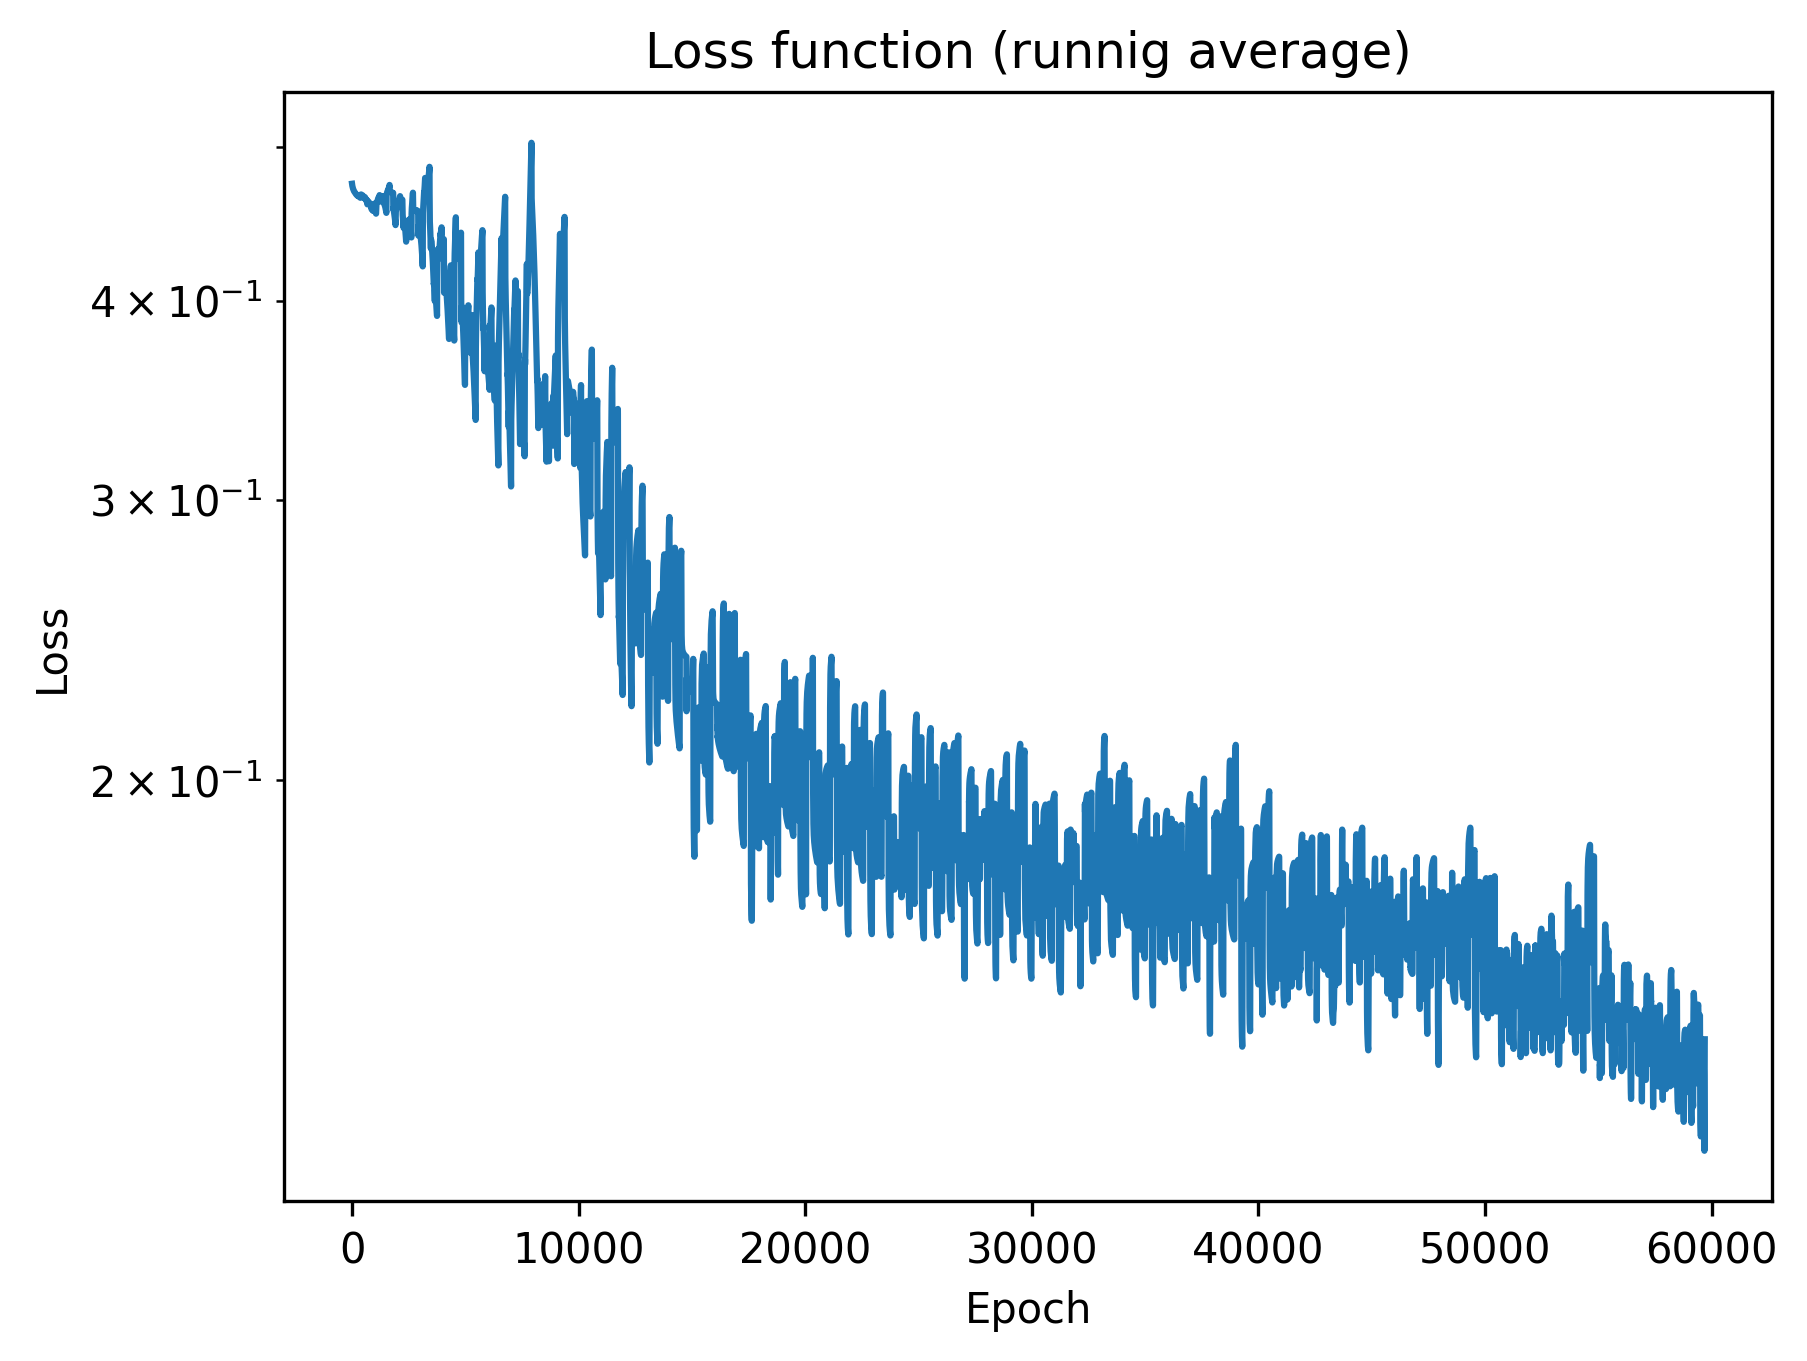 Loss function (runnig average)
4 × 10⁻¹
3 × 10⁻¹
2 × 10⁻¹
Loss
0 10000 20000 30000 40000 50000 60000
Epoch